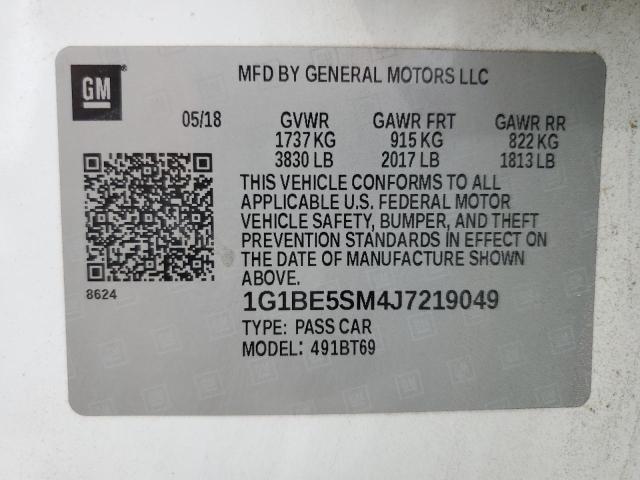 GM
MFD BY GENERAL MOTORS LLC
05/18 GVWR GAWR FRT GAWR RR
1737 KG 915 KG 822 KG
3830 LB 2017 LB 1813 LB
THIS VEHICLE CONFORMS TO ALL
APPLICABLE U.S. FEDERAL MOTOR
VEHICLE SAFETY, BUMPER, AND THEFT
PREVENTION STANDARDS IN EFFECT ON
THE DATE OF MANUFACTURE SHOWN
ABOVE.
8624
1G1BE5SM4J7219049
TYPE: PASS CAR
MODEL: 491BT69